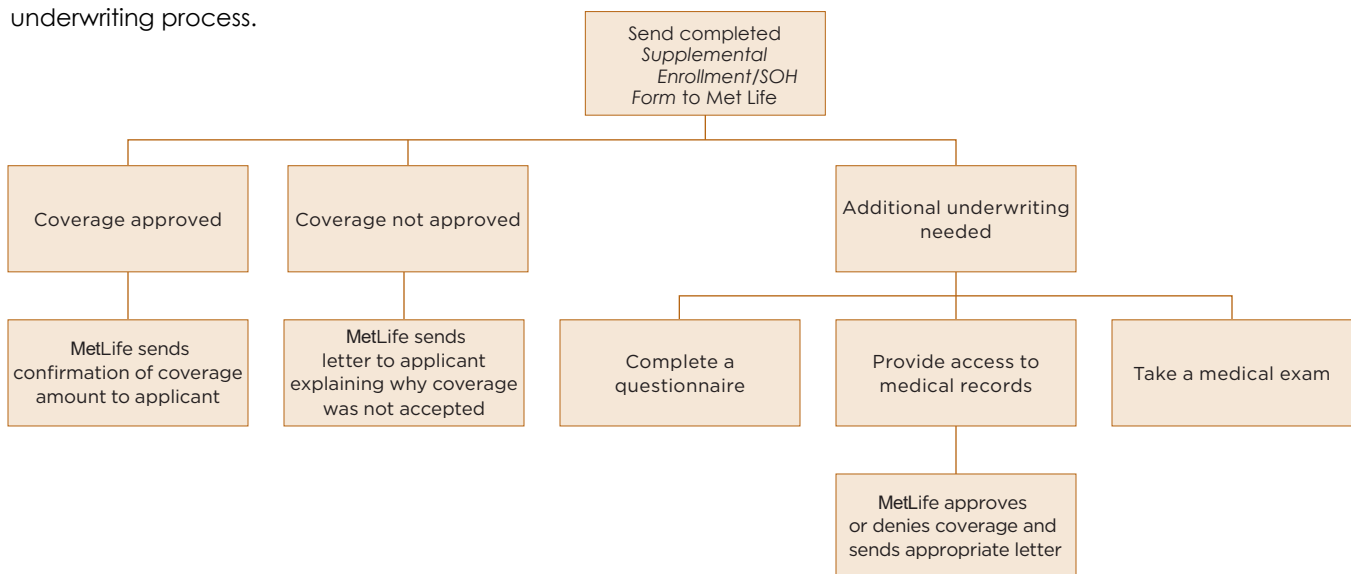 underwriting process.
Send completed
Supplemental
Enrollment/SOH
Form to Met Life
Coverage approved
Coverage not approved
Additional underwriting
needed
MetLife sends
confirmation of coverage
amount to applicant
MetLife sends
letter to applicant
explaining why coverage
was not accepted
Complete a
questionnaire
Provide access to
medical records
Take a medical exam
MetLife approves
or denies coverage and
sends appropriate letter